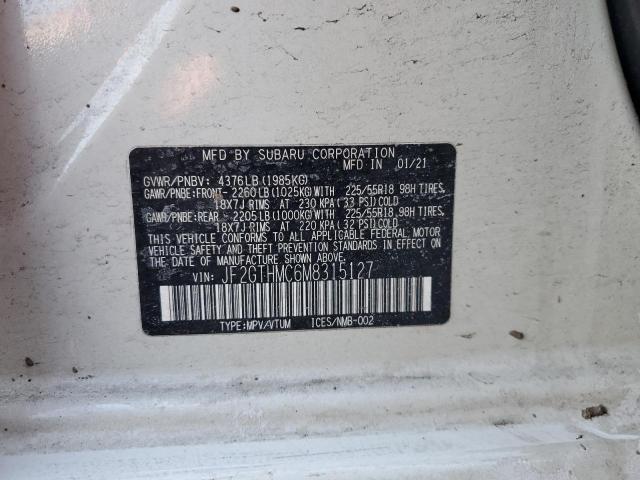 MFD BY SUBARU CORPORATION
MFD IN 01/21
GVWR/PNBV: 4376LB(1985KG)
GAWR/PNBE:FRONT- 2260LB(1025KG)WITH 225/55R18 98H TIRES,
18X7J RIMS AT 230 KPA(33 PSI)COLD
GAWR/PNBE:REAR - 2205LB(1000KG)WITH 225/55R18 98H TIRES,
18X7J RIMS AT 220 KPA(32 PSI)COLD
THIS VEHICLE CONFORMS TO ALL APPLICABLE FEDERAL MOTOR
VEHICLE SAFETY AND THEFT PREVENTION STANDARDS IN EFFECT
ON THE DATE OF MANUFACTURE SHOWN ABOVE.
VIN: JF2GTHMC6M8315127
TYPE:MPV/VTUM ICES/NMB-002